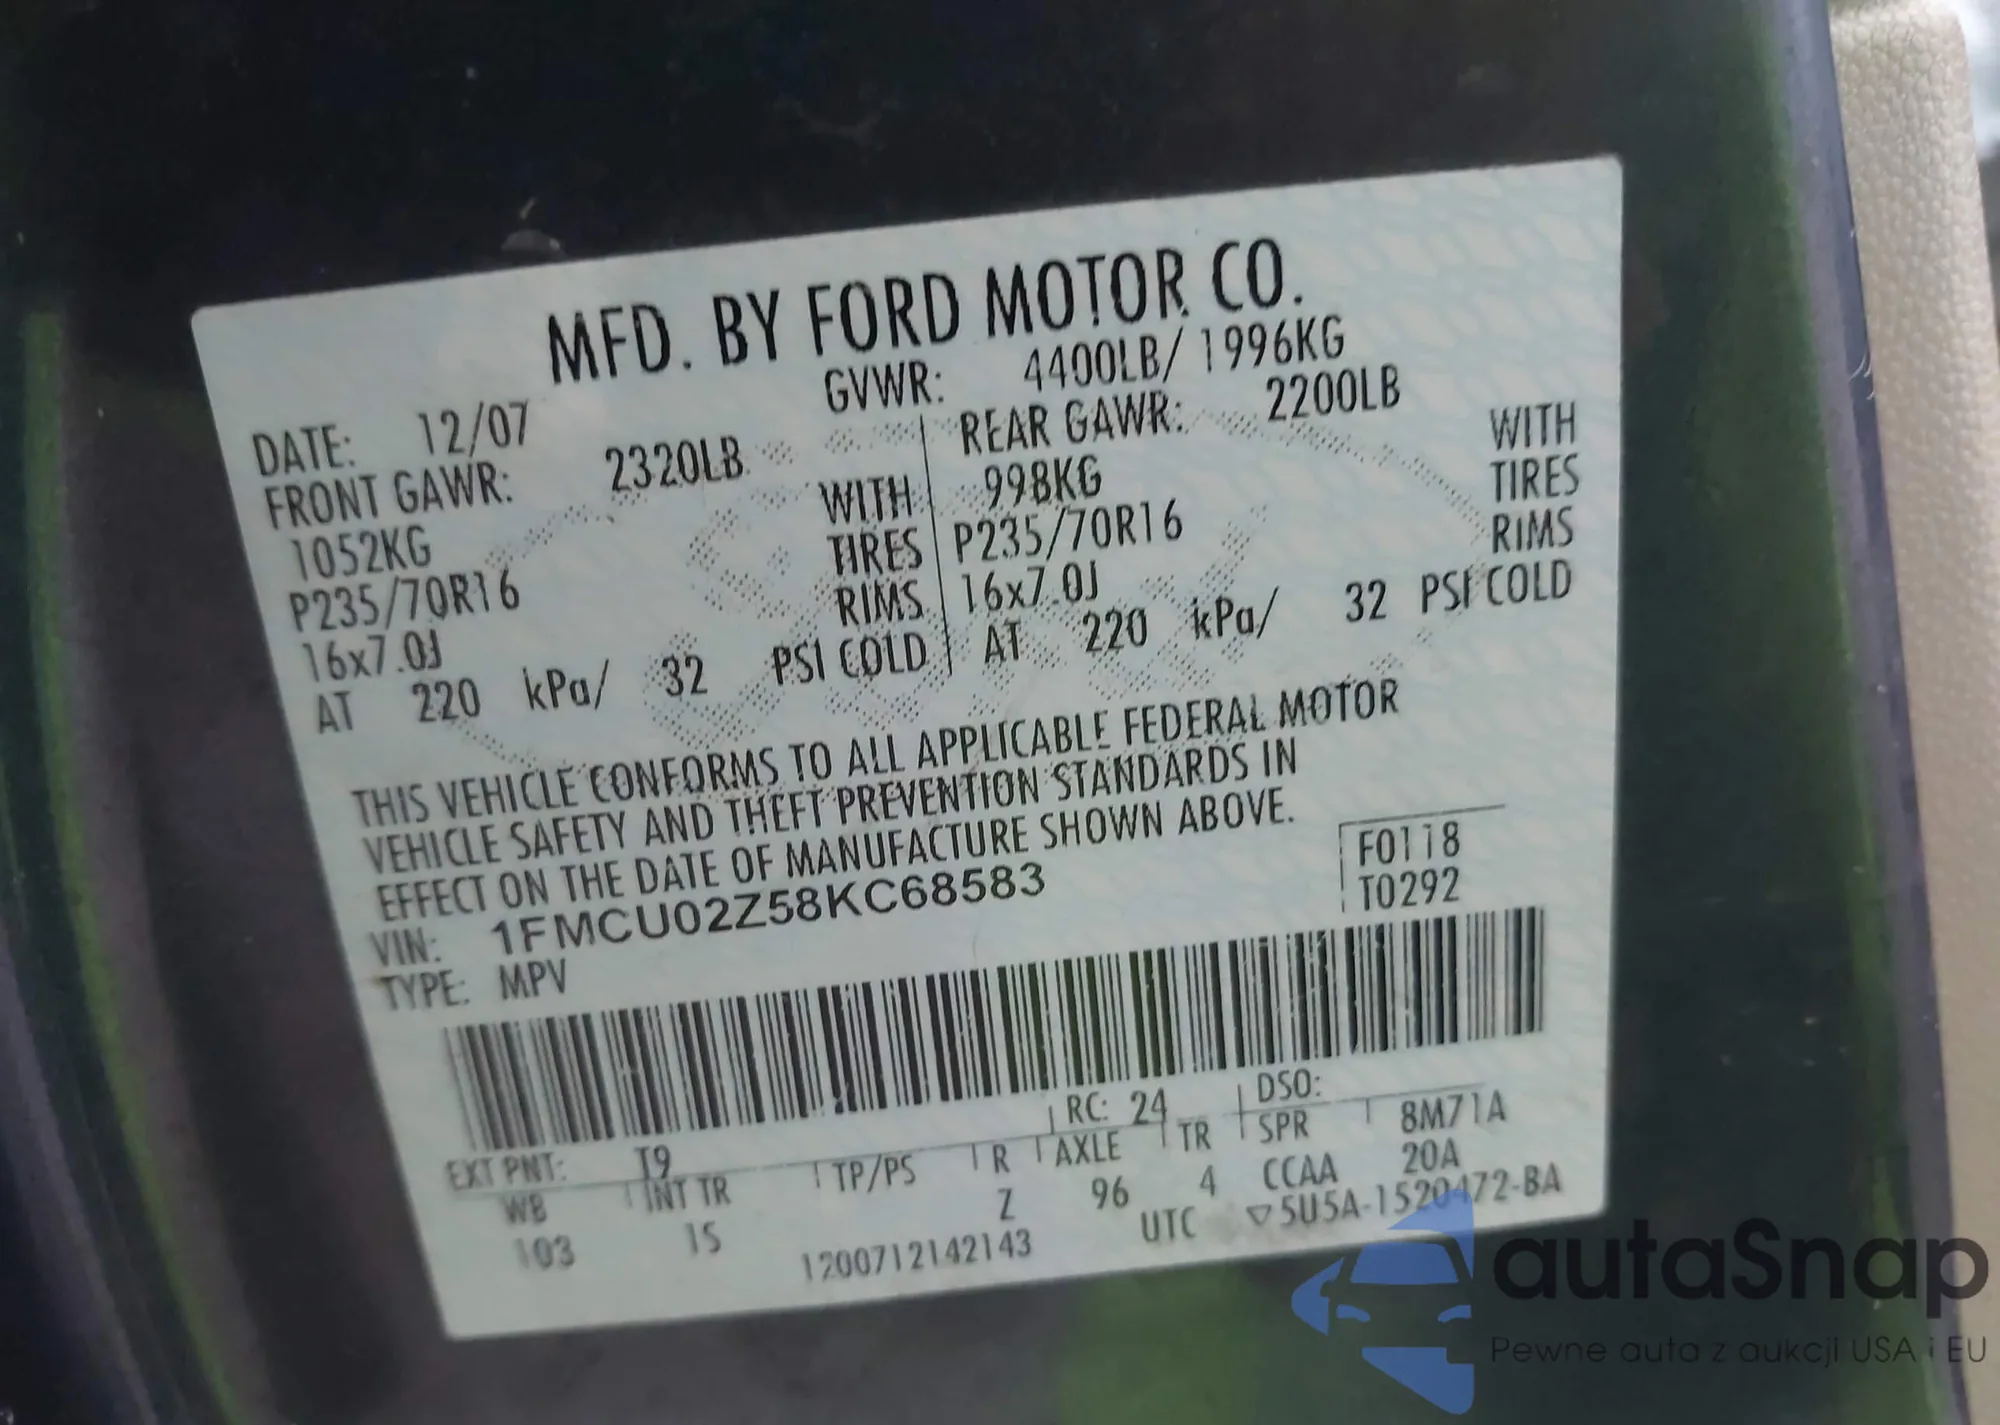 MFD. BY FORD MOTOR CO.
DATE: 12/07 GVWR: 4400LB/ 1996KG
FRONT GAWR: 2320LB REAR GAWR: 2200LB
1052KG WITH 998KG WITH
P235/70R16 TIRES P235/70R16 TIRES
16x7.0J RIMS 16x7.0J RIMS
AT 220 kPa/ 32 PSI COLD AT 220 kPa/ 32 PSI COLD
THIS VEHICLE CONFORMS TO ALL APPLICABLE FEDERAL MOTOR
VEHICLE SAFETY AND THEFT PREVENTION STANDARDS IN
EFFECT ON THE DATE OF MANUFACTURE SHOWN ABOVE.
VIN: 1FMCU02Z58KC68583 F0118
TYPE: MPV T0292
EXT PNT: T9 RC: 24 DSO:
WB INT TR TP/PS R AXLE TR SPR 8M71A
103 IS Z 96 4 CCAA 20A
1200712142143 UTC ▽5U5A-1520472-BA
autaSnap
Pewne auta z aukcji USA i EU